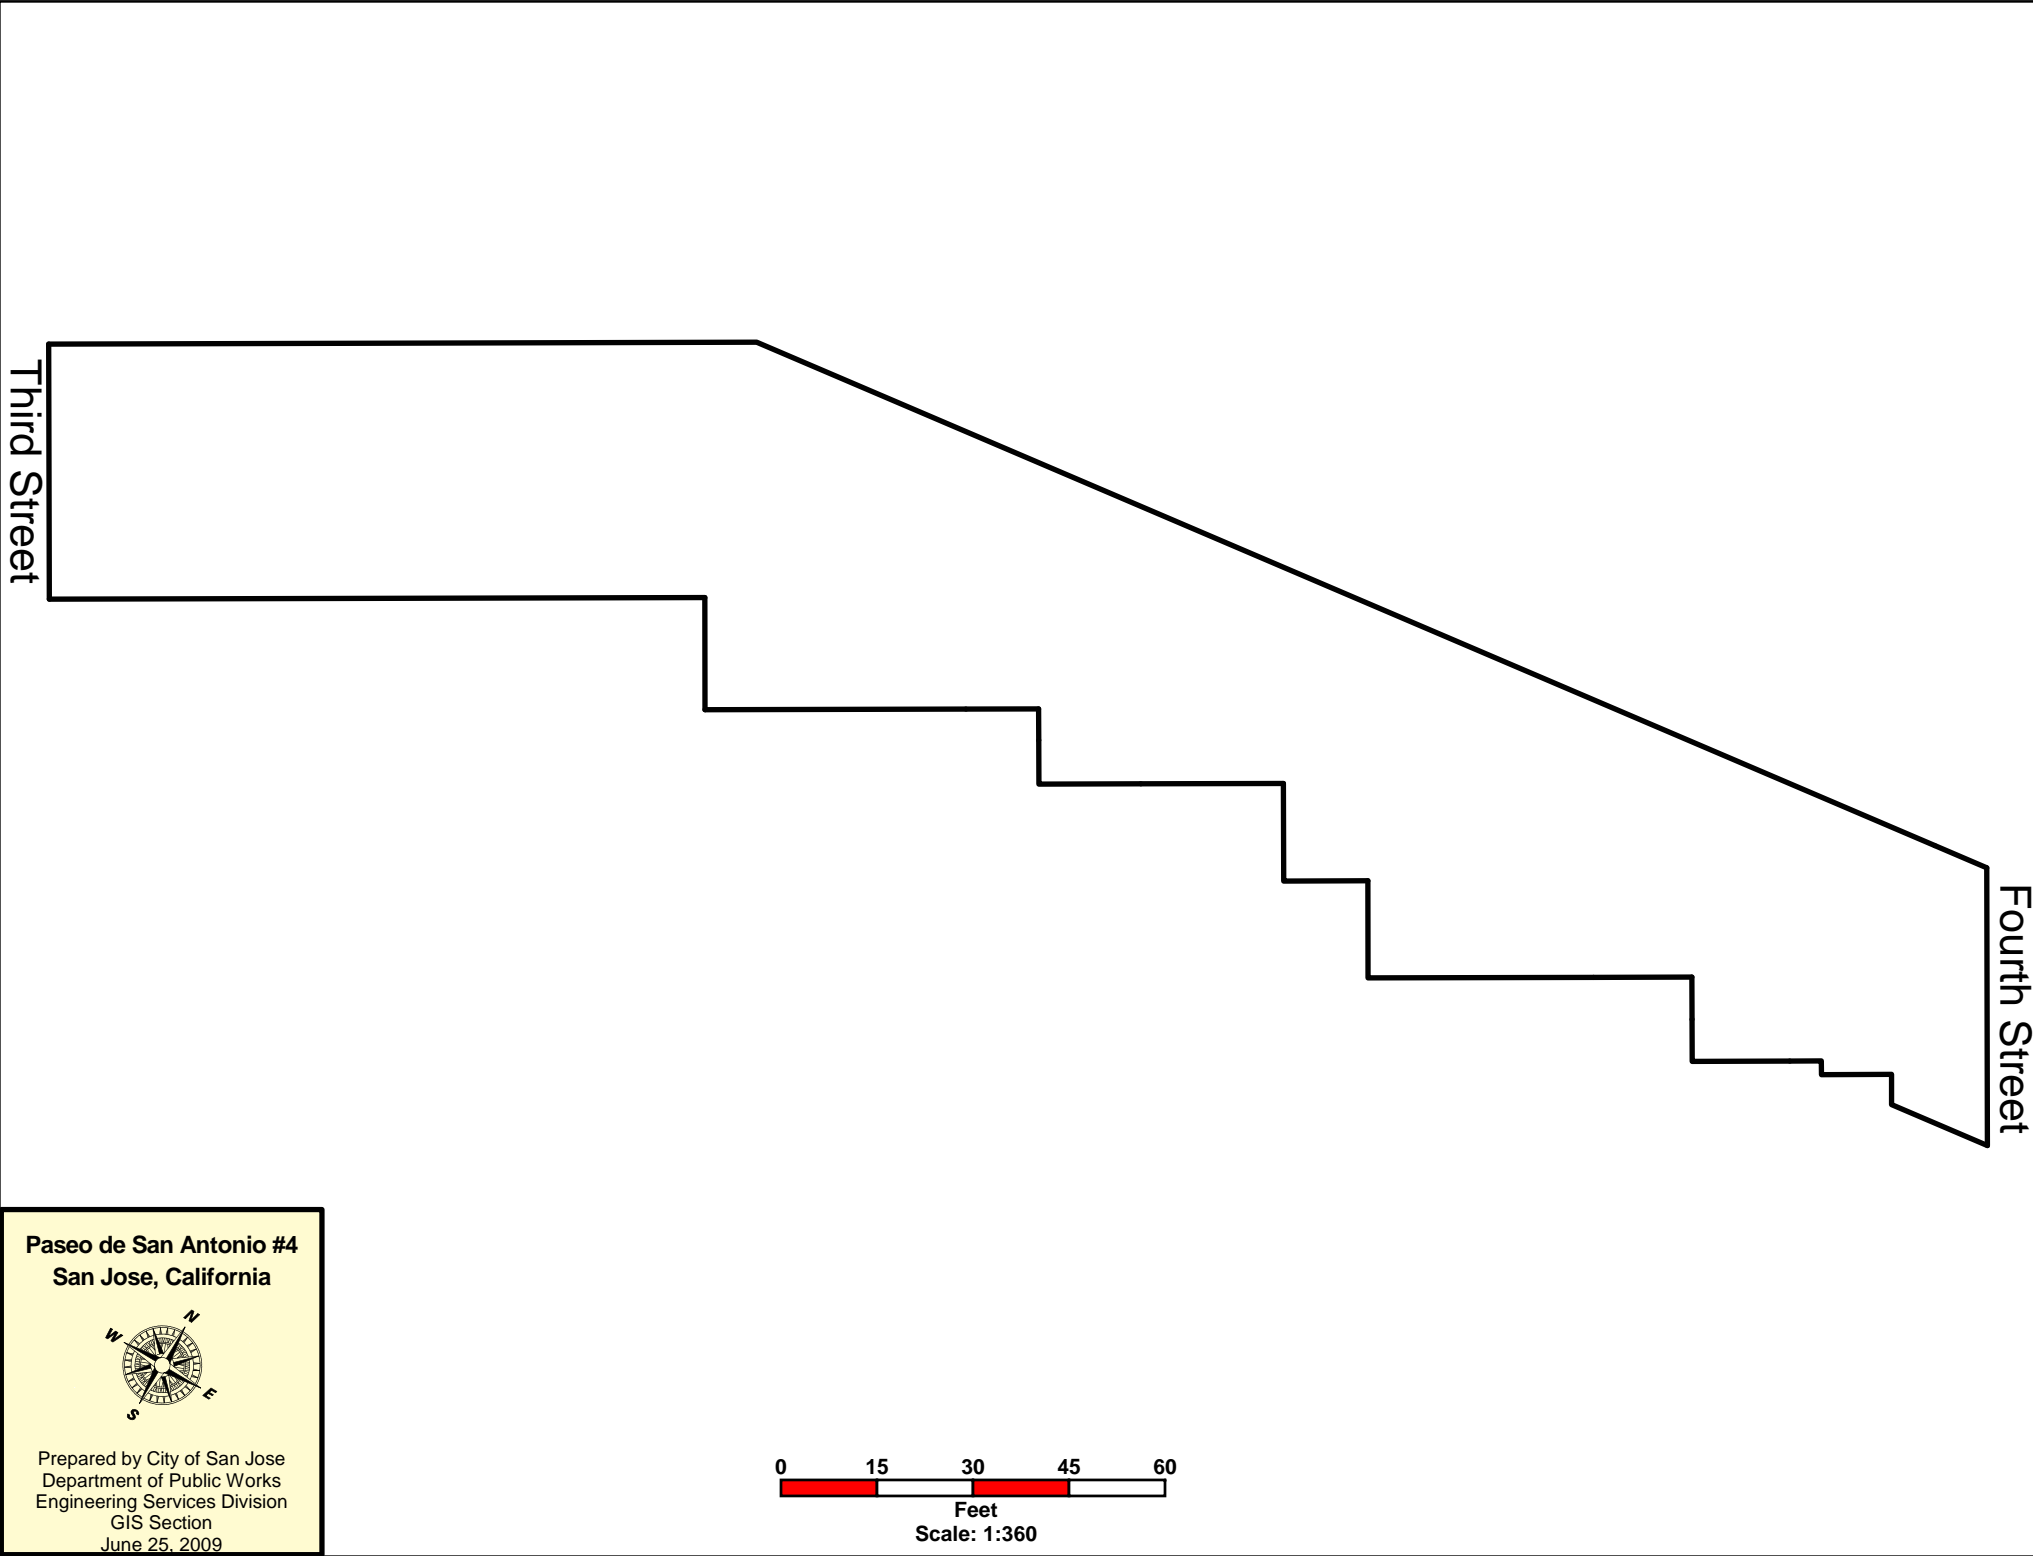 Third Street
Fourth Street
Paseo de San Antonio #4
San Jose, California
N
W
E
S
Prepared by City of San Jose
Department of Public Works
Engineering Services Division
GIS Section
June 25, 2009
0 15 30 45 60
Feet
Scale: 1:360